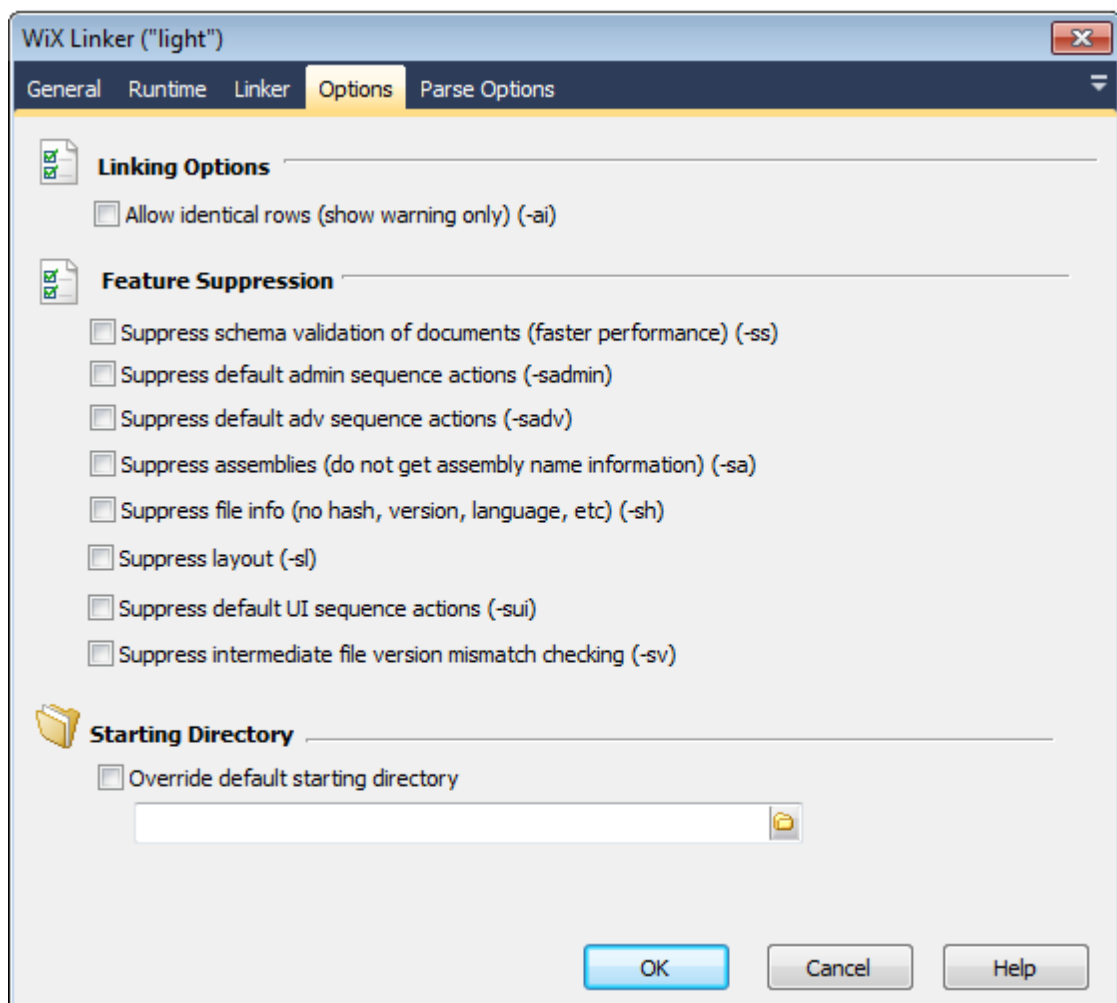 WiX Linker ("light")
General Runtime Linker Options Parse Options
Linking Options
Allow identical rows (show warning only) (-ai)
Feature Suppression
Suppress schema validation of documents (faster performance) (-ss)
Suppress default admin sequence actions (-sadmin)
Suppress default adv sequence actions (-sadv)
Suppress assemblies (do not get assembly name information) (-sa)
Suppress file info (no hash, version, language, etc) (-sh)
Suppress layout (-sl)
Suppress default UI sequence actions (-sui)
Suppress intermediate file version mismatch checking (-sv)
Starting Directory
Override default starting directory
OK Cancel Help